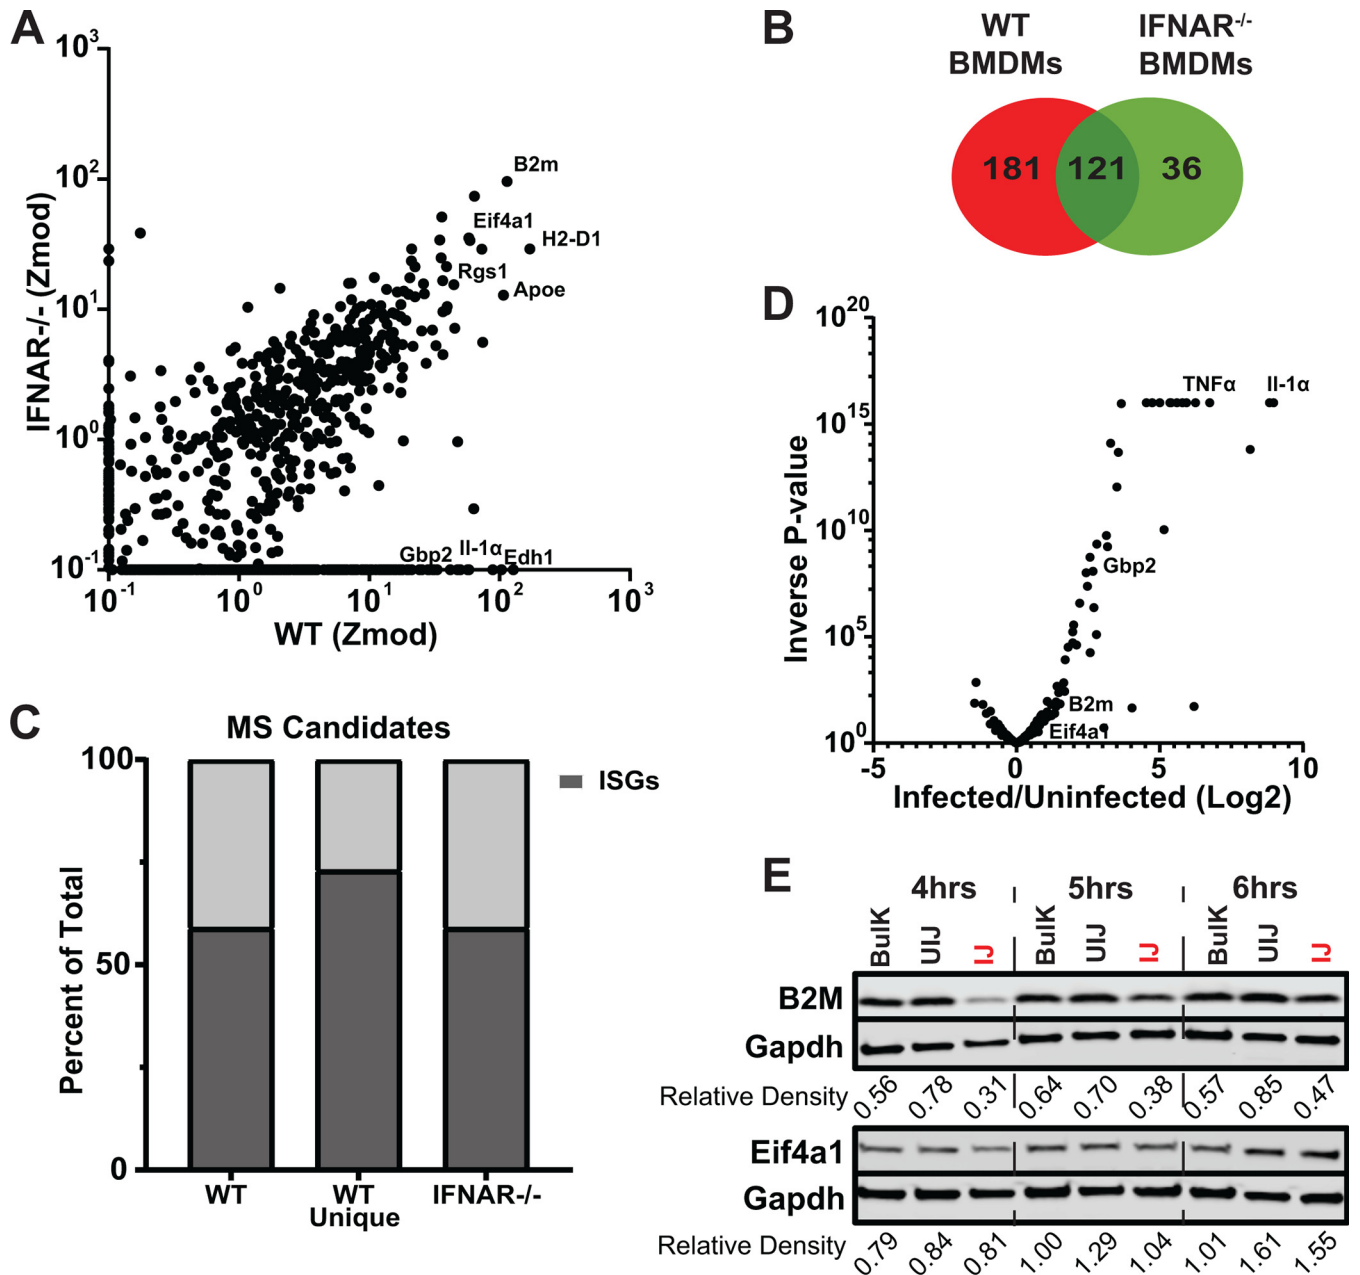 A
IFNAR-/- (Zmod)
10³
10²
10¹
10⁰
10⁻¹
B2m
Eif4a1
H2-D1
Rgs1
Apoe
Gbp2
Il-1α
Edh1
10⁻¹
10⁰
10¹
10²
10³
WT (Zmod)
B
WT
BMDMs
IFNAR⁻/⁻
BMDMs
181
121
36
C
MS Candidates
Percent of Total
100
50
0
ISGs
WT
WT
Unique
IFNAR-/-
D
Inverse P-value
10²⁰
10¹⁵
10¹⁰
10⁵
10⁰
TNFα
Il-1α
Gbp2
B2m
Eif4a1
-5
0
5
10
Infected/Uninfected (Log2)
E
4hrs
5hrs
6hrs
BulK UIJ IJ BulK UIJ IJ BulK UIJ IJ
B2M
Gapdh
Relative Density 0.56 0.78 0.31 0.64 0.70 0.38 0.57 0.85 0.47
Eif4a1
Gapdh
Relative Density 0.79 0.84 0.81 1.00 1.29 1.04 1.01 1.61 1.55